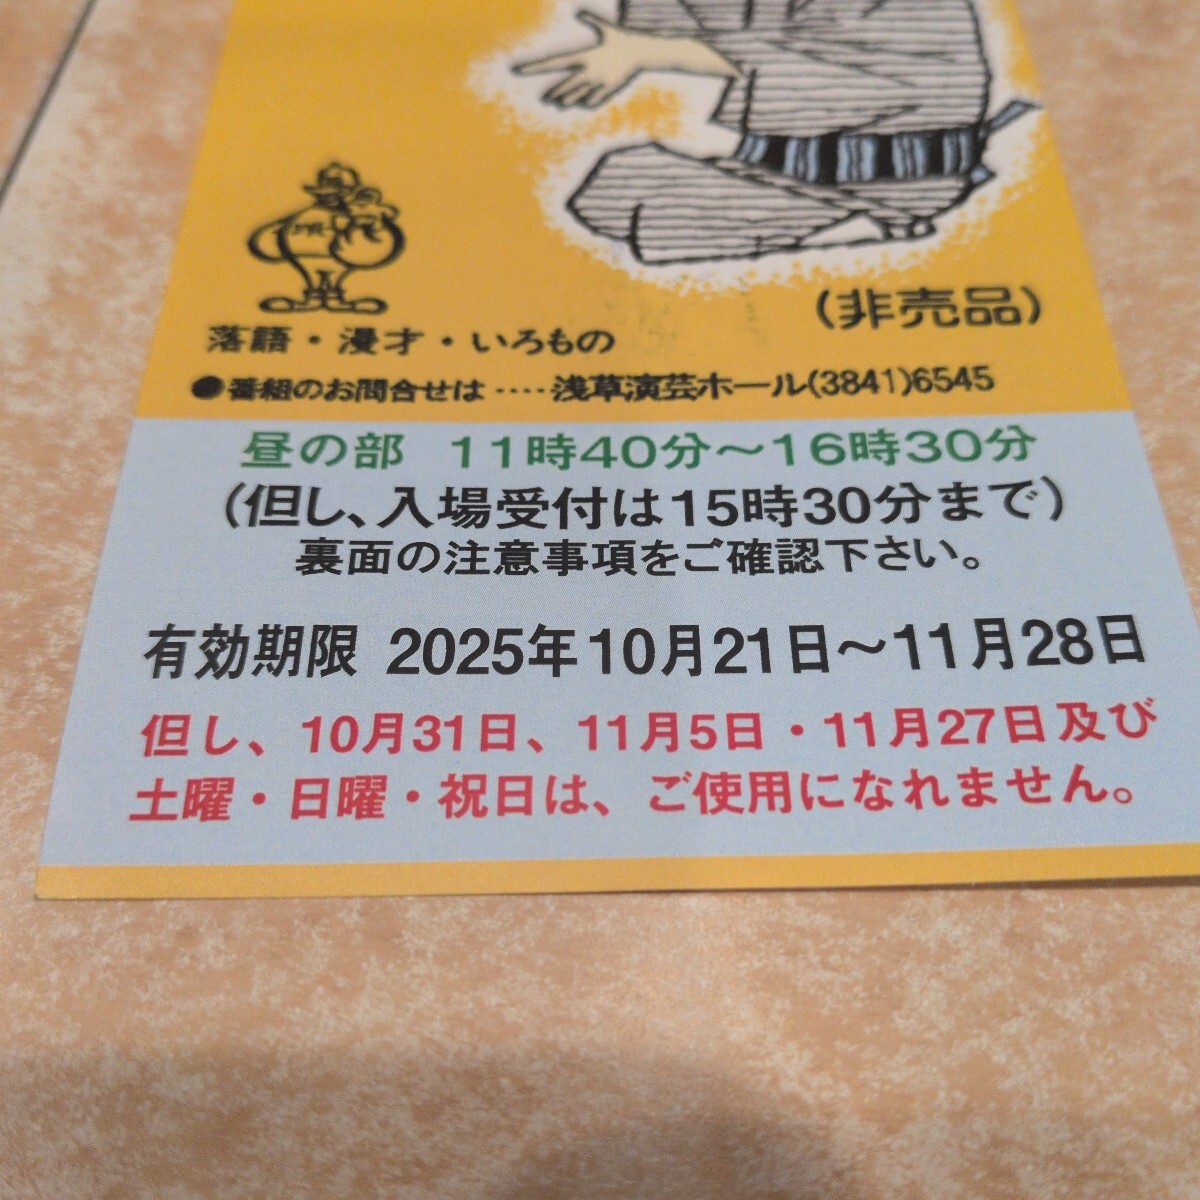 (非売品)
落語・漫才・いろもの
●番組のお問合せは‥‥浅草演芸ホール(3841)6545
昼の部 11時40分～16時30分
(但し、入場受付は15時30分まで)
裏面の注意事項をご確認下さい。
有効期限 2025年10月21日～11月28日
但し、10月31日、11月5日・11月27日及び
土曜・日曜・祝日は、ご使用になれません。